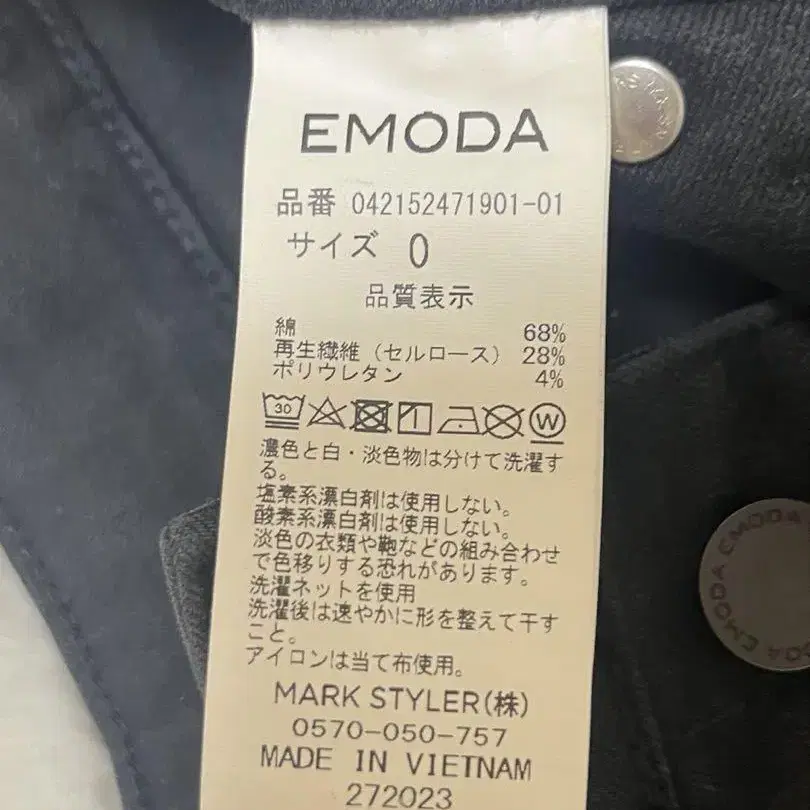 EMODA
品番 042152471901-01
サイズ 0
品質表示
綿 68%
再生繊維(セルロース) 28%
ポリウレタン 4%
30
W
濃色と白・淡色物は分けて洗濯す
る。
塩素系漂白剤は使用しない。
酸素系漂白剤は使用しない。
淡色の衣類や鞄などの組み合わせ
で色移りする恐れがあります。
洗濯ネットを使用
洗濯後は速やかに形を整えて干す
こと。
アイロンは当て布使用。
MARK STYLER(株)
0570-050-757
MADE IN VIETNAM
272023
EMODA EMODA EMODA